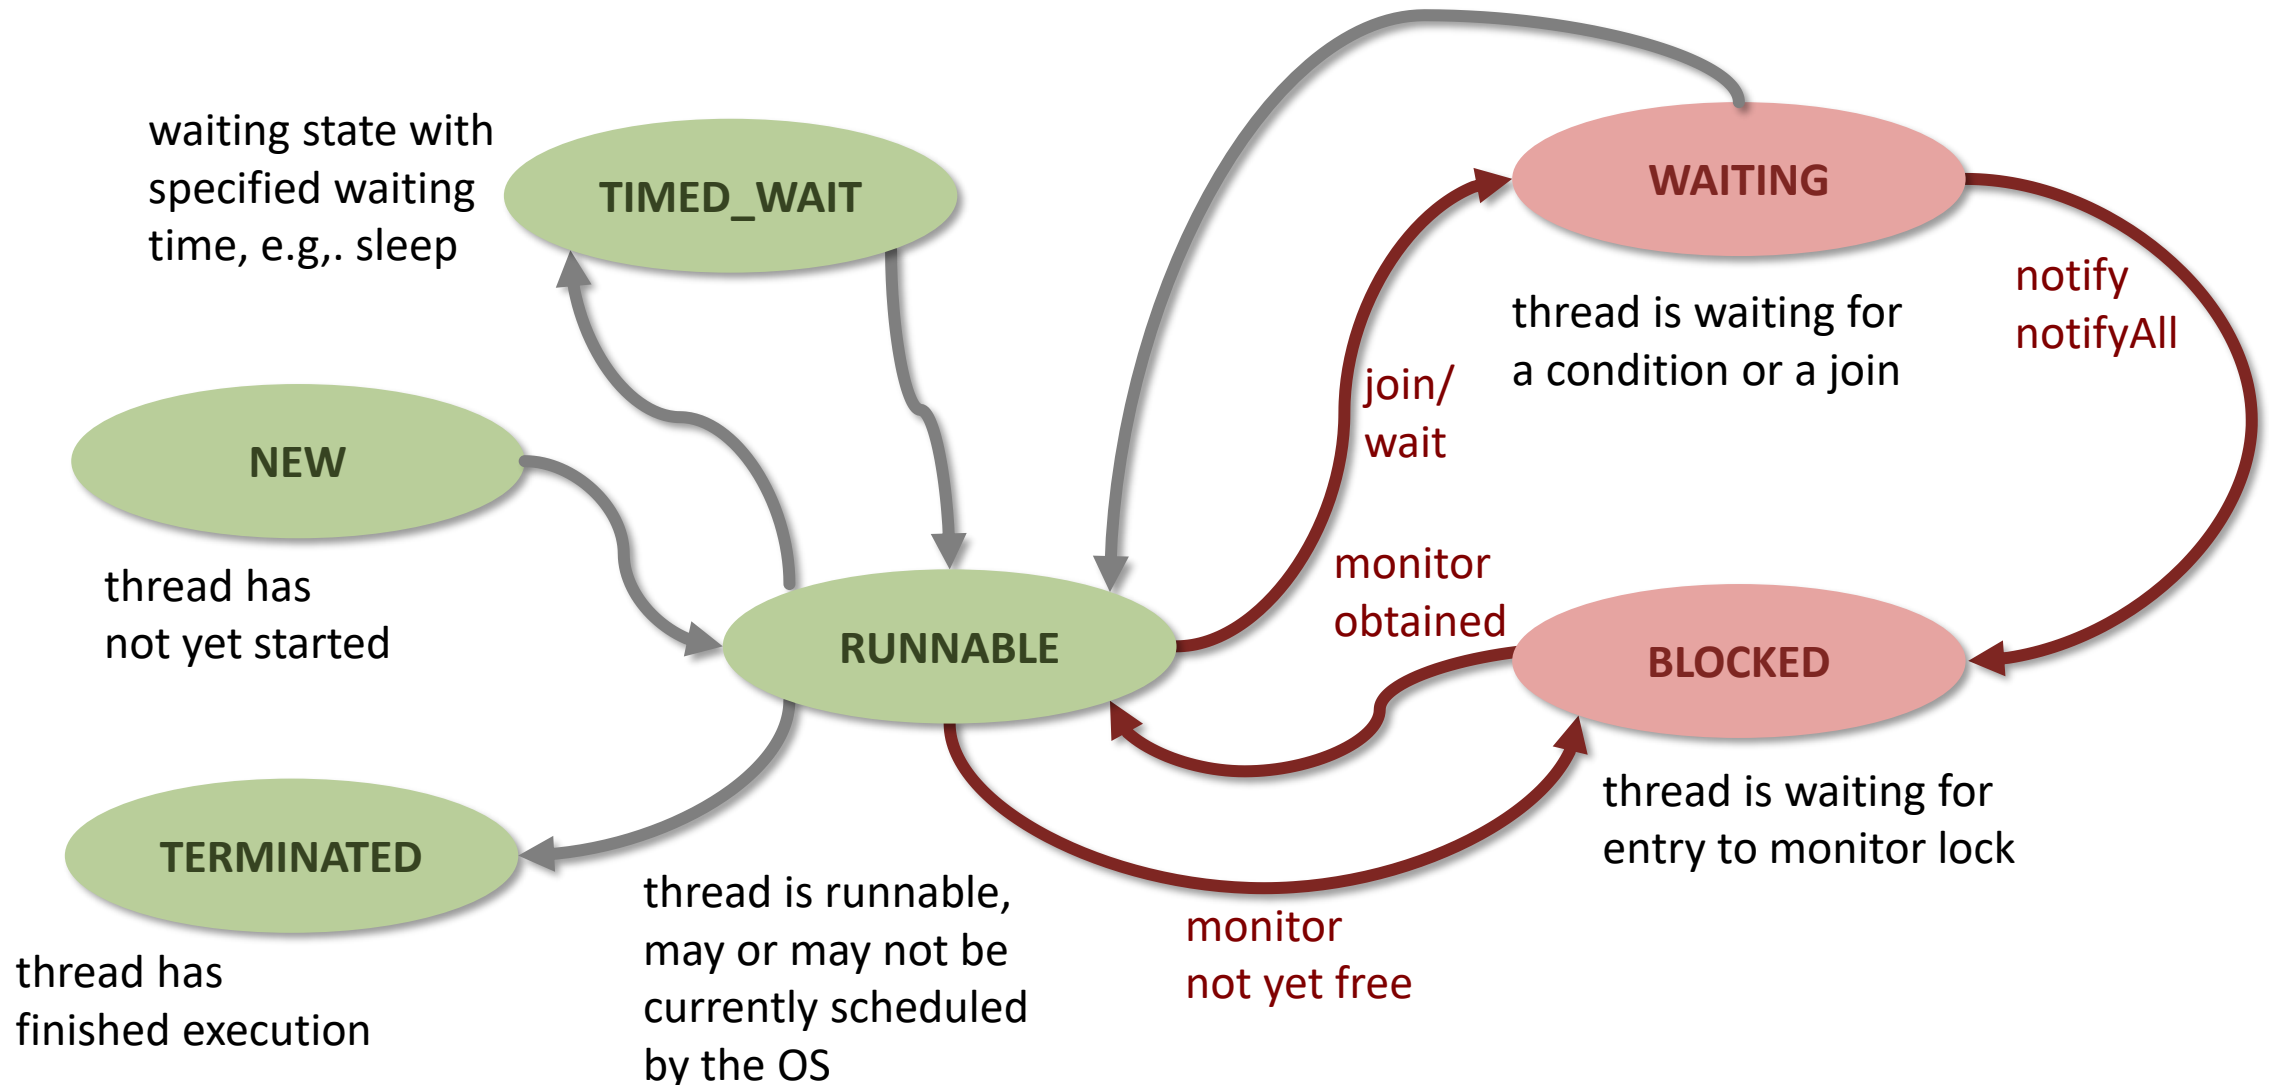 waiting state with
specified waiting
time, e.g,. sleep
TIMED_WAIT
WAITING
notify
notifyAll
thread is waiting for
a condition or a join
join/
wait
NEW
thread has
not yet started
monitor
obtained
RUNNABLE
BLOCKED
thread is waiting for
entry to monitor lock
TERMINATED
thread has
finished execution
thread is runnable,
may or may not be
currently scheduled
by the OS
monitor
not yet free